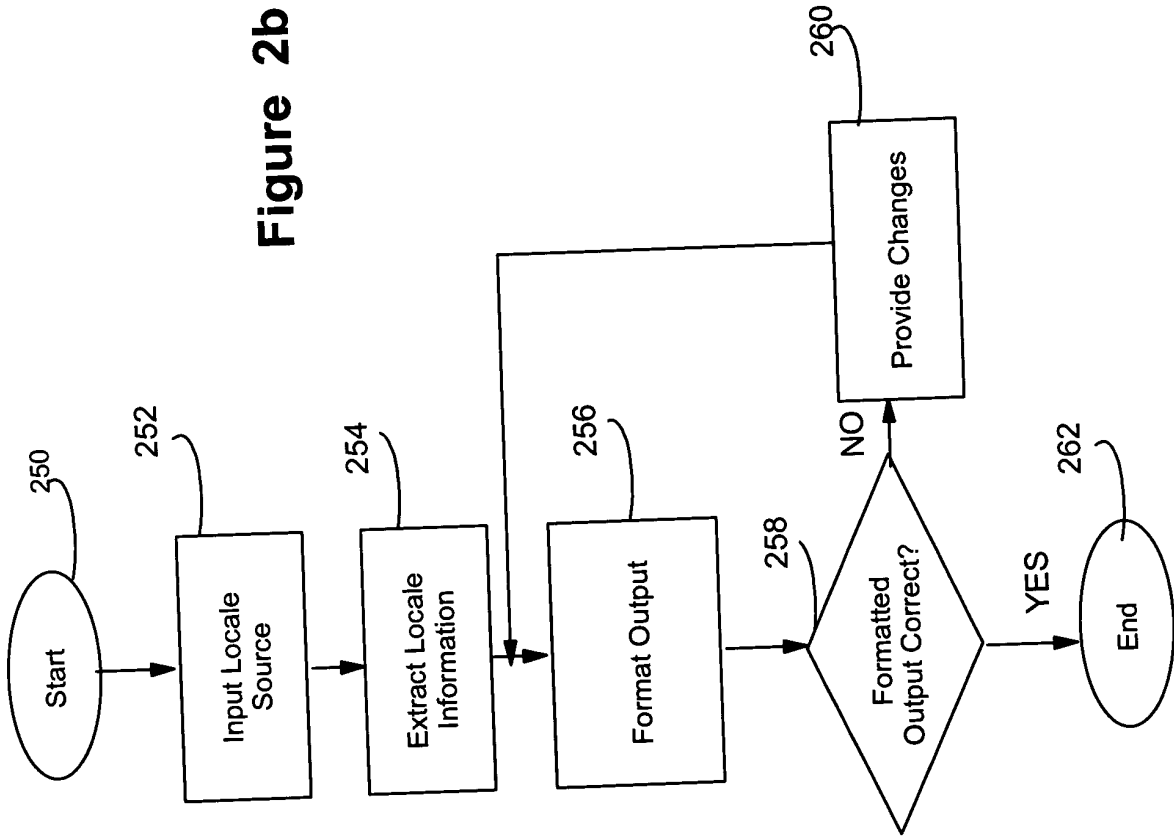 Figure 2b
Start
250
Input Locale
Source
252
Extract Locale
Information
254
Format Output
256
Formatted
Output Correct?
258
NO
Provide Changes
260
YES
End
262